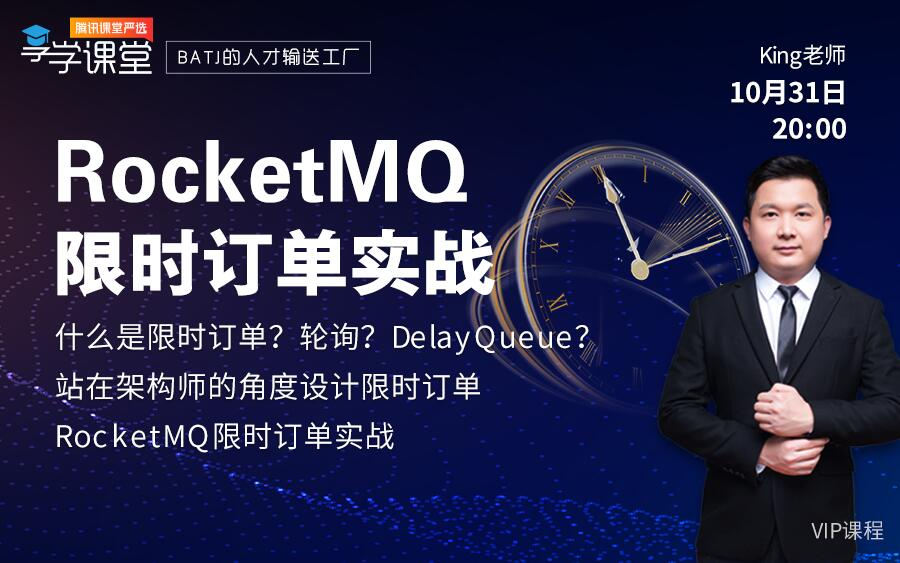 腾讯课堂严选
享学课堂
BATJ的人才输送工厂
King老师
10月31日
20:00
RocketMQ
限时订单实战
什么是限时订单？轮询？DelayQueue？
站在架构师的角度设计限时订单
RocketMQ限时订单实战
VIP课程